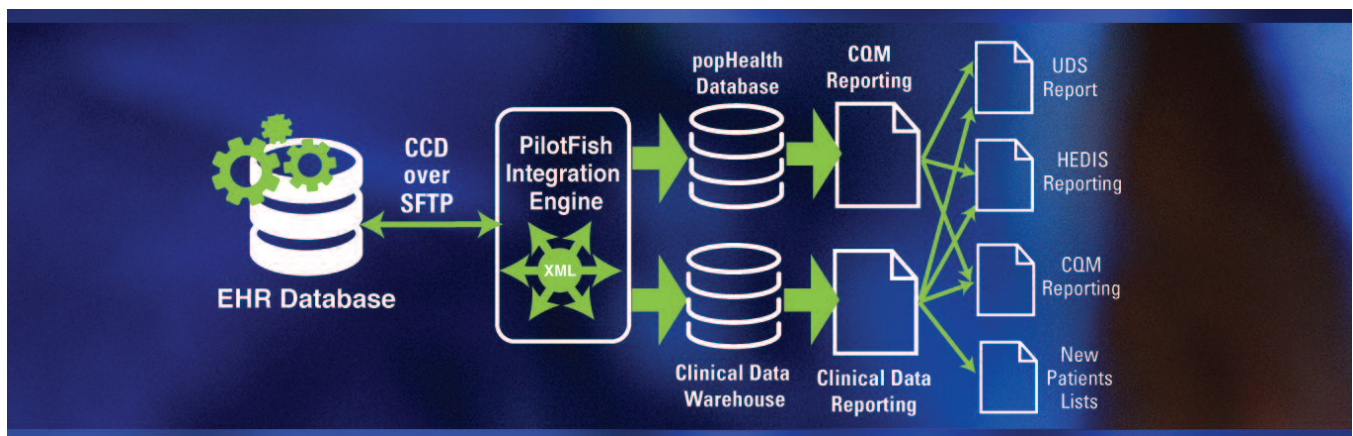 EHR Database
CCD
over
SFTP
PilotFish
Integration
Engine
XML
popHealth
Database
Clinical Data
Warehouse
CQM
Reporting
Clinical Data
Reporting
UDS
Report
HEDIS
Reporting
CQM
Reporting
New
Patients
Lists